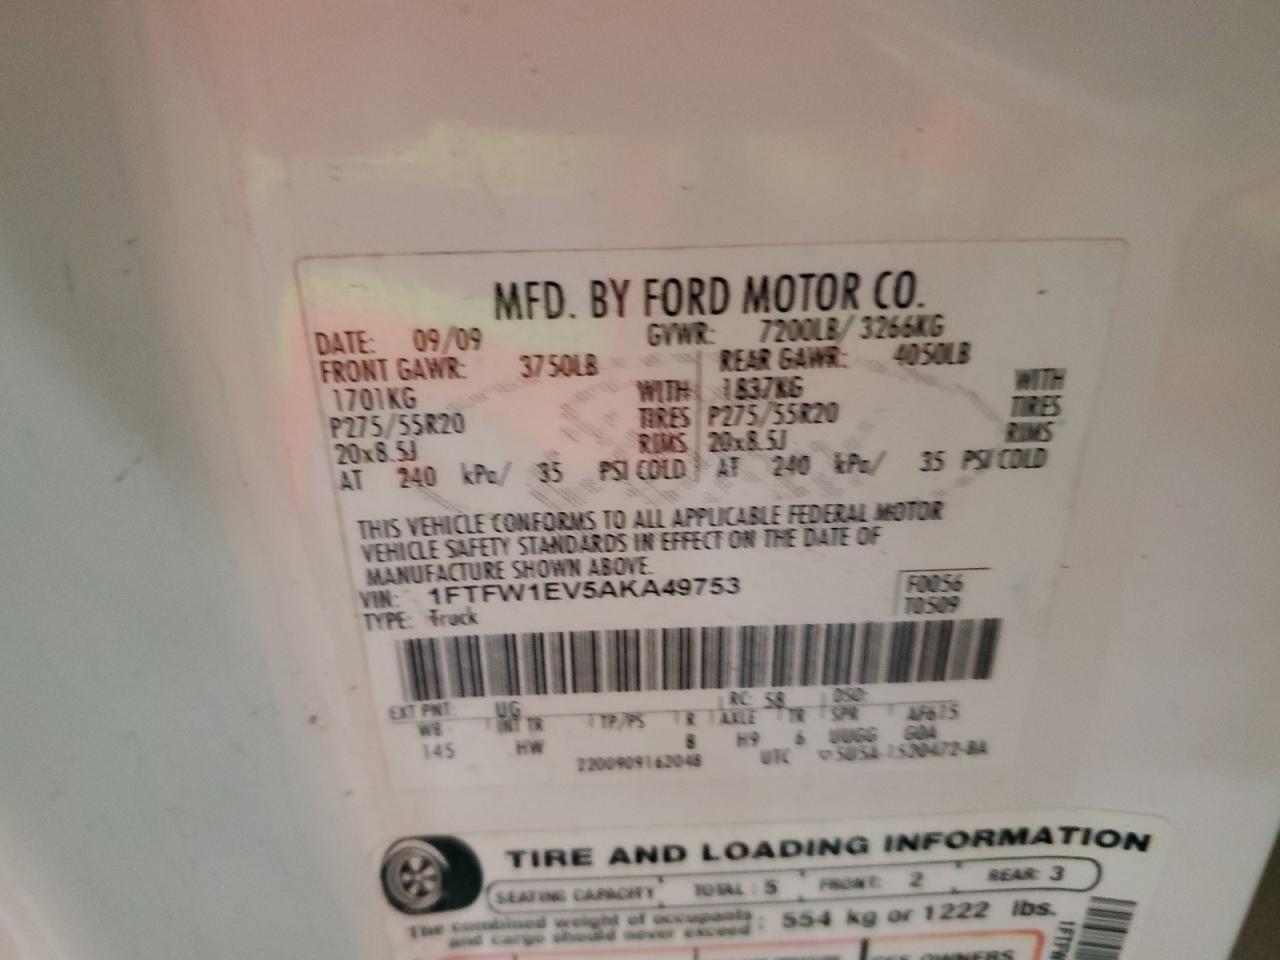 MFD. BY FORD MOTOR CO.
DATE: 09/09 GVWR: 7200LB/ 3266KG
FRONT GAWR: 3750LB REAR GAWR: 4050LB
1701KG WITH 1837KG WITH
P275/55R20 TIRES P275/55R20 TIRES
20x8.5J RIMS 20x8.5J RIMS
AT 240 kPa/ 35 PSI COLD AT 240 kPa/ 35 PSI COLD
THIS VEHICLE CONFORMS TO ALL APPLICABLE FEDERAL MOTOR
VEHICLE SAFETY STANDARDS IN EFFECT ON THE DATE OF
MANUFACTURE SHOWN ABOVE.
VIN: 1FTFW1EV5AKA49753 F0056
TYPE: Truck T0509
EXT PNT: UG RC: 58 DSO:
WB INT TR TP/PS R AXLE TR SPR AF615
145 HW B H9 6 UUGG GOA
2200909162048 UTC 5U5A-1520472-BA
TIRE AND LOADING INFORMATION
SEATING CAPACITY TOTAL : 5 FRONT: 2 REAR: 3
The combined weight of occupants
and cargo should never exceed : 554 kg or 1222 lbs.
OWNERS